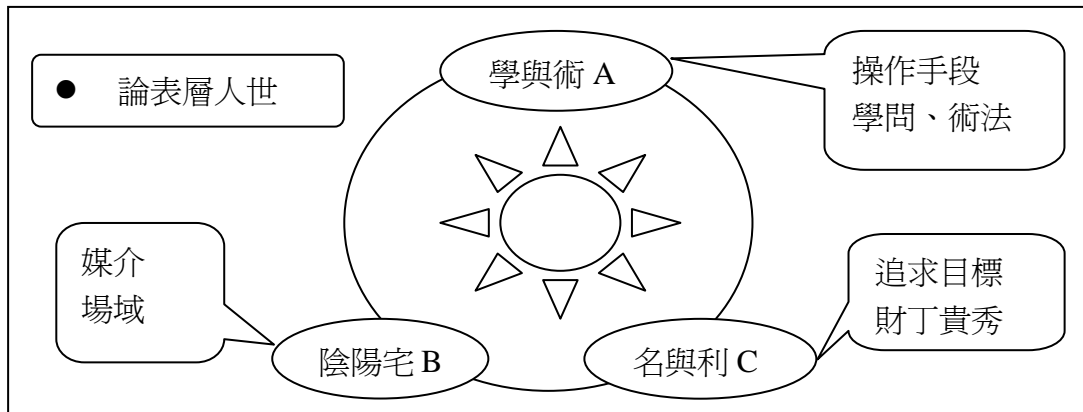 ● 論表層人世
學與術 A
操作手段
學問、術法
媒介
場域
追求目標
財丁貴秀
陰陽宅 B
名與利 C